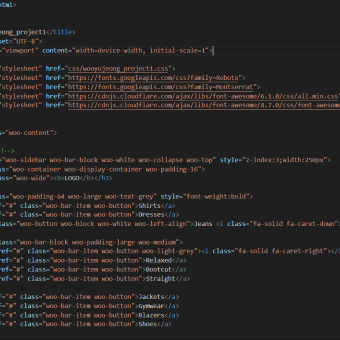 html>
eong_project1</title>
set="UTF-8">
="viewport" content="width=device-width, initial-scale=1">
"stylesheet" href="css/wooyujeong_project1.css">
"stylesheet" href="https://fonts.googleapis.com/css?family=Roboto">
"stylesheet" href="https://fonts.googleapis.com/css?family=Montserrat">
"stylesheet" href="https://cdnjs.cloudflare.com/ajax/libs/font-awesome/6.1.0/css/all.min.css"
"stylesheet" href="https://cdnjs.cloudflare.com/ajax/libs/font-awesome/4.7.0/css/font-awesome
s="woo-content">
!-->
="woo-sidebar woo-bar-block woo-white woo-collapse woo-top" style="z-index:3;width:250px">
ss="woo-container woo-display-container woo-padding-16">
lass="woo-wide"><b>LOGO</b></h3>
ss="woo-padding-64 woo-large woo-text-grey" style="font-weight:bold">
f="#" class="woo-bar-item woo-button">Shirts</a>
f="#" class="woo-bar-item woo-button">Dresses</a>
lass="woo-button woo-block woo-white woo-left-align">Jeans <i class="fa-solid fa-caret-down"
lass="woo-bar-block woo-padding-large woo-medium">
ref="#" class="woo-bar-item woo-button woo-light-grey"><i class="fa-solid fa-caret-right"></
ref="#" class="woo-bar-item woo-button">Relaxed</a>
ref="#" class="woo-bar-item woo-button">Bootcut</a>
ref="#" class="woo-bar-item woo-button">Straight</a>
f="#" class="woo-bar-item woo-button">Jackets</a>
f="#" class="woo-bar-item woo-button">Gymwear</a>
f="#" class="woo-bar-item woo-button">Blazers</a>
f="#" class="woo-bar-item woo-button">Shoes</a>